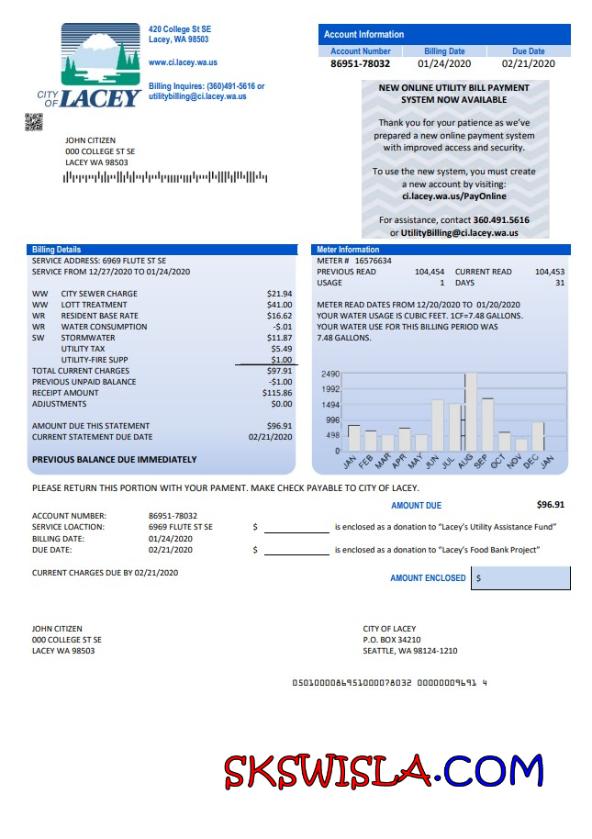 420 College St SE
Lacey, WA 98503
www.ci.lacey.wa.us
Billing Inquires: (360)491-5616 or
utilitybilling@ci.lacey.wa.us
CITY OF LACEY
Account Information
Account Number Billing Date Due Date
86951-78032 01/24/2020 02/21/2020
NEW ONLINE UTILITY BILL PAYMENT
SYSTEM NOW AVAILABLE
Thank you for your patience as we've
prepared a new online payment system
with improved access and security.
To use the new system, you must create
a new account by visiting:
ci.lacey.wa.us/PayOnline
For assistance, contact 360.491.5616
or UtilityBilling@ci.lacey.wa.us
JOHN CITIZEN
000 COLLEGE ST SE
LACEY WA 98503
Billing Details
SERVICE ADDRESS: 6969 FLUTE ST SE
SERVICE FROM 12/27/2020 TO 01/24/2020
WW CITY SEWER CHARGE $21.94
WW LOTT TREATMENT $41.00
WR RESIDENT BASE RATE $16.62
WR WATER CONSUMPTION -$.01
SW STORMWATER $11.87
UTILITY TAX $5.49
UTILITY-FIRE SUPP $1.00
TOTAL CURRENT CHARGES $97.91
PREVIOUS UNPAID BALANCE -$1.00
RECEIPT AMOUNT $115.86
ADJUSTMENTS $0.00
AMOUNT DUE THIS STATEMENT $96.91
CURRENT STATEMENT DUE DATE 02/21/2020
PREVIOUS BALANCE DUE IMMEDIATELY
Meter Information
METER # 16576634
PREVIOUS READ 104,454 CURRENT READ 104,453
USAGE 1 DAYS 31
METER READ DATES FROM 12/20/2020 TO 01/20/2020
YOUR WATER USAGE IS CUBIC FEET. 1CF=7.48 GALLONS.
YOUR WATER USE FOR THIS BILLING PERIOD WAS
7.48 GALLONS.
2490
1992
1494
996
498
0
JAN FEB MAR APR MAY JUN JUL AUG SEP OCT NOV DEC JAN
PLEASE RETURN THIS PORTION WITH YOUR PAMENT. MAKE CHECK PAYABLE TO CITY OF LACEY.
AMOUNT DUE $96.91
ACCOUNT NUMBER: 86951-78032
SERVICE LOACTION: 6969 FLUTE ST SE $ is enclosed as a donation to "Lacey's Utility Assistance Fund"
BILLING DATE: 01/24/2020
DUE DATE: 02/21/2020 $ is enclosed as a donation to "Lacey's Food Bank Project"
CURRENT CHARGES DUE BY 02/21/2020
AMOUNT ENCLOSED $
JOHN CITIZEN
000 COLLEGE ST SE
LACEY WA 98503
CITY OF LACEY
P.O. BOX 34210
SEATTLE, WA 98124-1210
0501000086951000078032 00000009691 4
SKSWISLA.COM